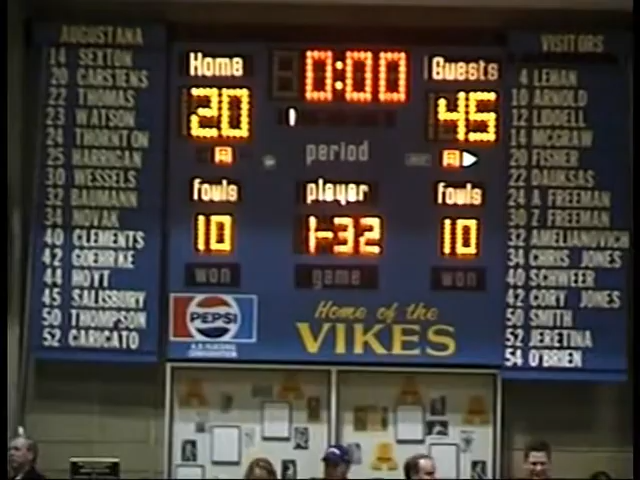 AUGUSTANA
14 SEXTON
20 CARSTENS
22 THOMAS
23 WATSON
24 THORNTON
25 HARRIGAN
30 WESSELS
32 BAUMANN
34 NOVAK
40 CLEMENTS
42 GOEHRKE
44 HOYT
45 SALISBURY
50 THOMPSON
52 CARICATO
Home
0:00
Guests
20
45
period
fouls
player
fouls
10
1-32
10
won
game
won
PEPSI
Home of the
VIKES
VISITORS
4 LEMAN
10 ARNOLD
12 LIDDELL
14 MCGRAW
20 FISHER
22 DAUKSAS
24 A FREEMAN
30 Z FREEMAN
32 AMELIANOVICH
34 CHRIS JONES
40 SCHWEER
42 CORY JONES
50 SMITH
52 JERETINA
54 O'BRIEN